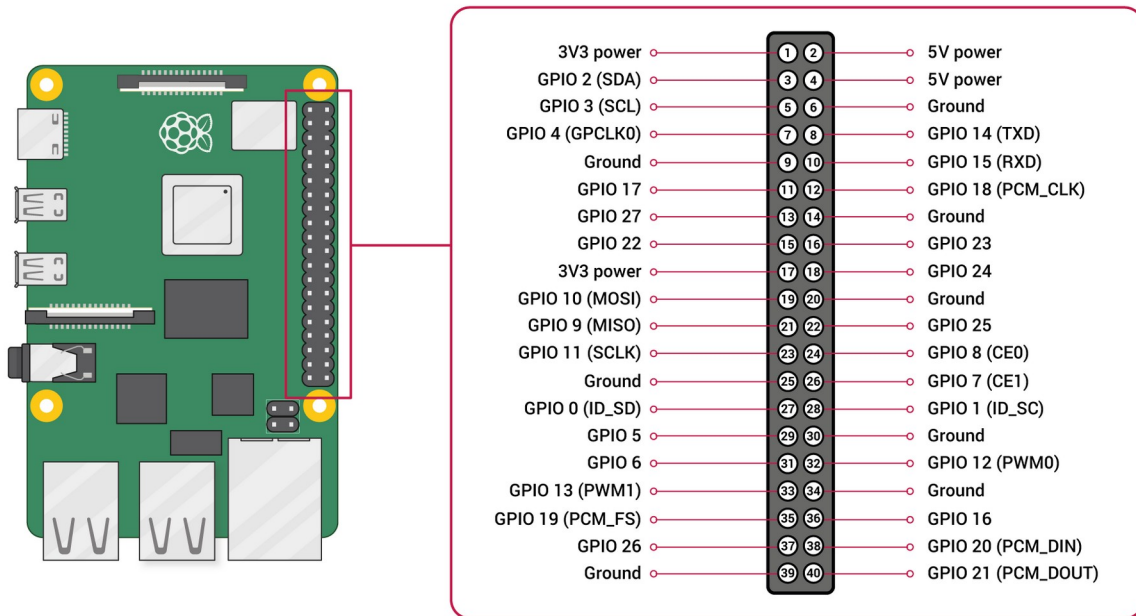 3V3 power 1 2 5V power
GPIO 2 (SDA) 3 4 5V power
GPIO 3 (SCL) 5 6 Ground
GPIO 4 (GPCLK0) 7 8 GPIO 14 (TXD)
Ground 9 10 GPIO 15 (RXD)
GPIO 17 11 12 GPIO 18 (PCM_CLK)
GPIO 27 13 14 Ground
GPIO 22 15 16 GPIO 23
3V3 power 17 18 GPIO 24
GPIO 10 (MOSI) 19 20 Ground
GPIO 9 (MISO) 21 22 GPIO 25
GPIO 11 (SCLK) 23 24 GPIO 8 (CE0)
Ground 25 26 GPIO 7 (CE1)
GPIO 0 (ID_SD) 27 28 GPIO 1 (ID_SC)
GPIO 5 29 30 Ground
GPIO 6 31 32 GPIO 12 (PWM0)
GPIO 13 (PWM1) 33 34 Ground
GPIO 19 (PCM_FS) 35 36 GPIO 16
GPIO 26 37 38 GPIO 20 (PCM_DIN)
Ground 39 40 GPIO 21 (PCM_DOUT)